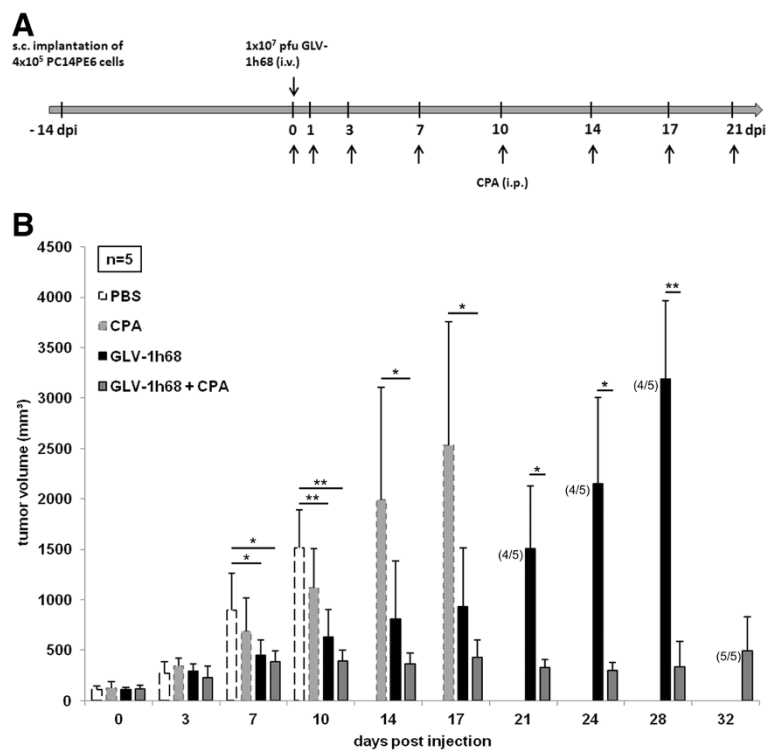 A
s.c. implantation of
4x10⁵ PC14PE6 cells
1x10⁷ pfu GLV-
1h68 (i.v.)
- 14 dpi 0 1 3 7 10 14 17 21 dpi
CPA (i.p.)
B
tumor volume (mm³)
4500
4000
3500
3000
2500
2000
1500
1000
500
0
n=5
PBS
CPA
GLV-1h68
GLV-1h68 + CPA
*
*
**
**
*
*
(4/5)
*
(4/5)
*
(4/5)
**
(5/5)
0 3 7 10 14 17 21 24 28 32
days post injection